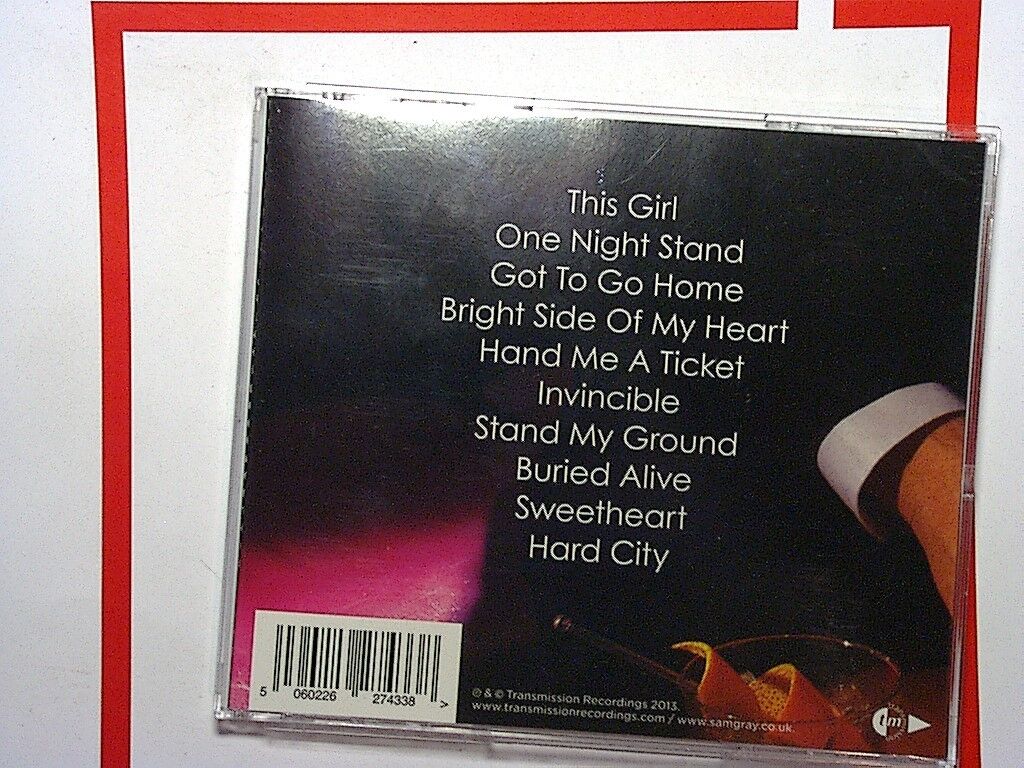 This Girl
One Night Stand
Got To Go Home
Bright Side Of My Heart
Hand Me A Ticket
Invincible
Stand My Ground
Buried Alive
Sweetheart
Hard City
5 060226 274338 >
℗ & © Transmission Recordings 2013.
www.transmissionrecordings.com / www.samgray.co.uk.
tm